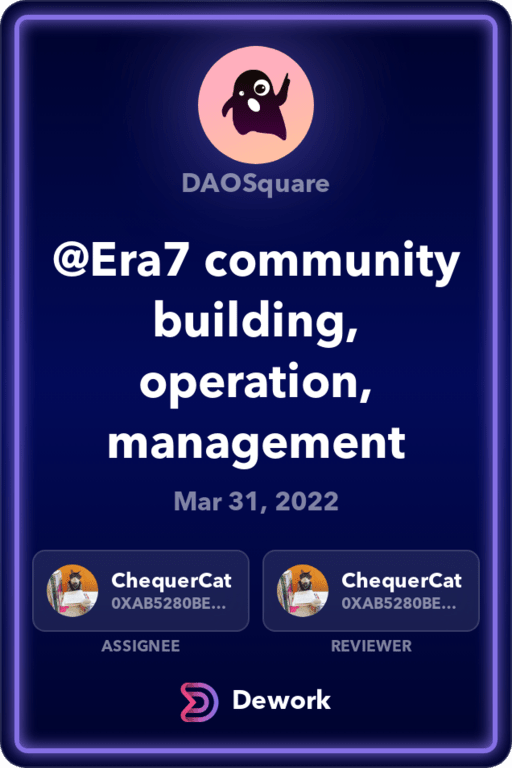 DAOSquare
@Era7 community
building,
operation,
management
Mar 31, 2022
ChequerCat
0XAB5280BE...
ASSIGNEE
ChequerCat
0XAB5280BE...
REVIEWER
Dework